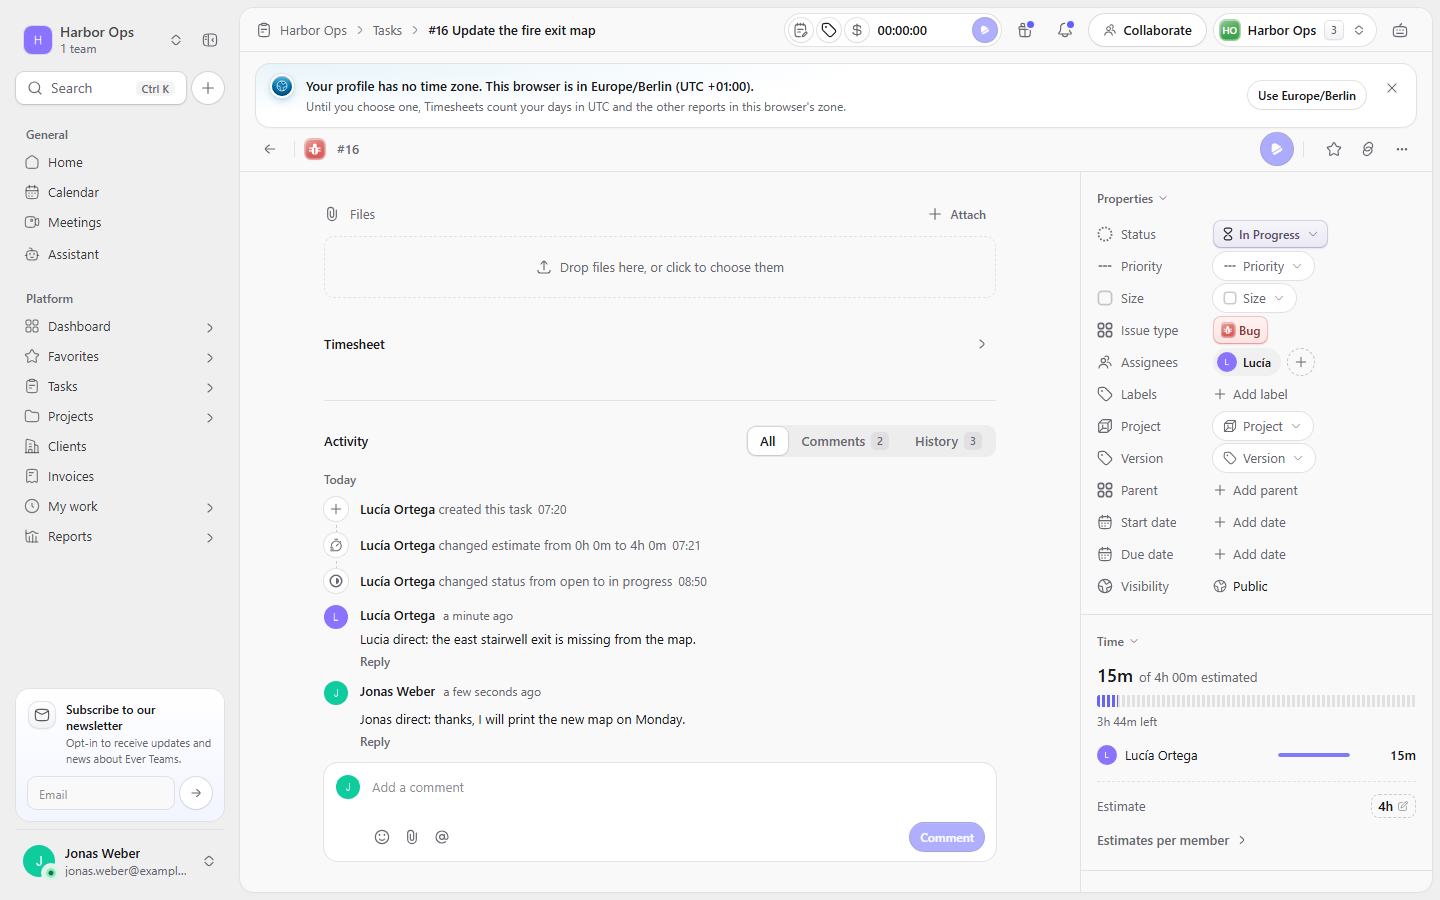 H
Harbor Ops
1 team
Search
Ctrl K
General
Home
Calendar
Meetings
Assistant
Platform
Dashboard
Favorites
Tasks
Projects
Clients
Invoices
My work
Reports
Subscribe to our
newsletter
Opt-in to receive updates and
news about Ever Teams.
Email
J
Jonas Weber
jonas.weber@exampl...
Harbor Ops
Tasks
#16 Update the fire exit map
00:00:00
Collaborate
HO
Harbor Ops
3
Your profile has no time zone. This browser is in Europe/Berlin (UTC +01:00).
Until you choose one, Timesheets count your days in UTC and the other reports in this browser's zone.
Use Europe/Berlin
#16
Files
Attach
Drop files here, or click to choose them
Timesheet
Activity
All
Comments 2
History 3
Today
Lucía Ortega created this task 07:20
Lucía Ortega changed estimate from 0h 0m to 4h 0m 07:21
Lucía Ortega changed status from open to in progress 08:50
L
Lucía Ortega a minute ago
Lucia direct: the east stairwell exit is missing from the map.
Reply
J
Jonas Weber a few seconds ago
Jonas direct: thanks, I will print the new map on Monday.
Reply
J
Add a comment
Comment
Properties
Status
In Progress
Priority
Priority
Size
Size
Issue type
Bug
Assignees
L
Lucía
Labels
Add label
Project
Project
Version
Version
Parent
Add parent
Start date
Add date
Due date
Add date
Visibility
Public
Time
15m of 4h 00m estimated
3h 44m left
L
Lucía Ortega
15m
Estimate
4h
Estimates per member